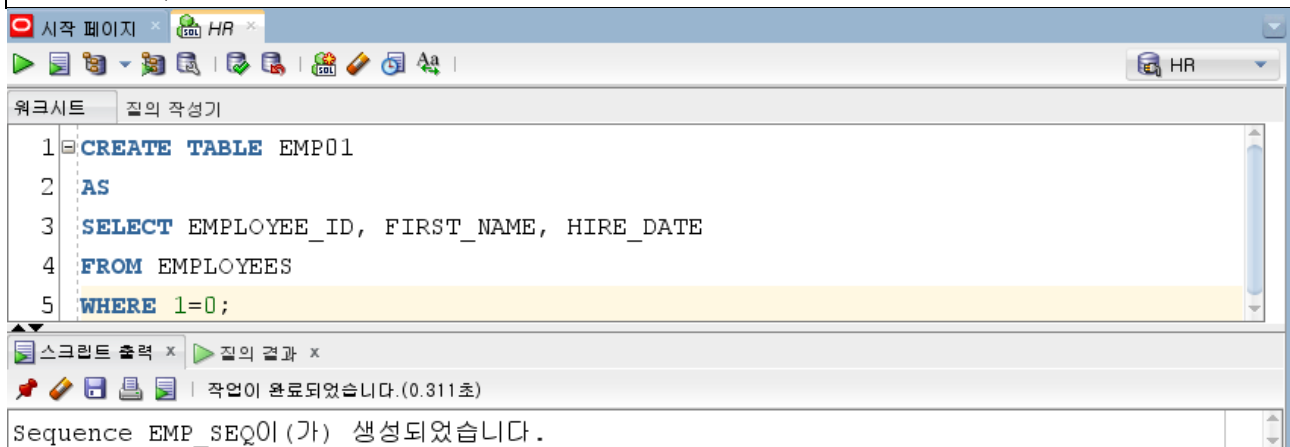 시작 페이지 HR
HR
워크시트 질의 작성기
1 CREATE TABLE EMP01
2 AS
3 SELECT EMPLOYEE_ID, FIRST_NAME, HIRE_DATE
4 FROM EMPLOYEES
5 WHERE 1=0;
스크립트 출력 x 질의 결과 x
작업이 완료되었습니다.(0.311초)
Sequence EMP_SEQ이(가) 생성되었습니다.